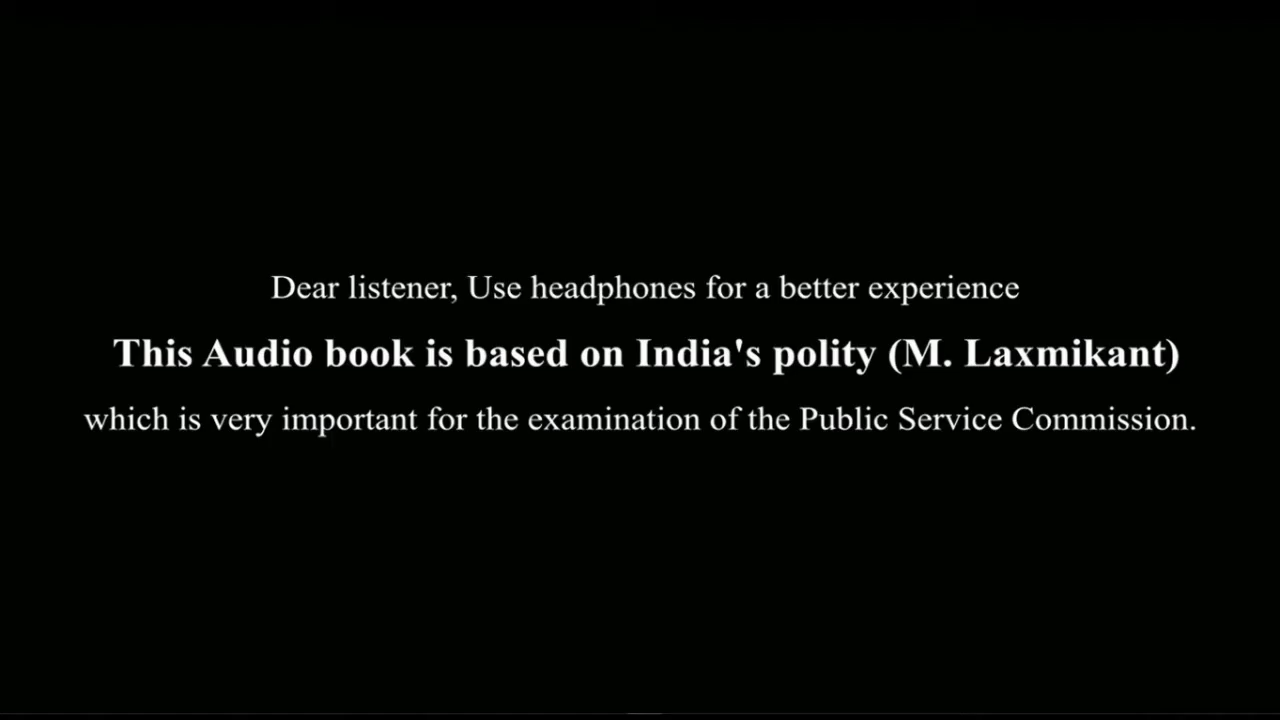 Dear listener, Use headphones for a better experience
This Audio book is based on India's polity (M. Laxmikant)
which is very important for the examination of the Public Service Commission.